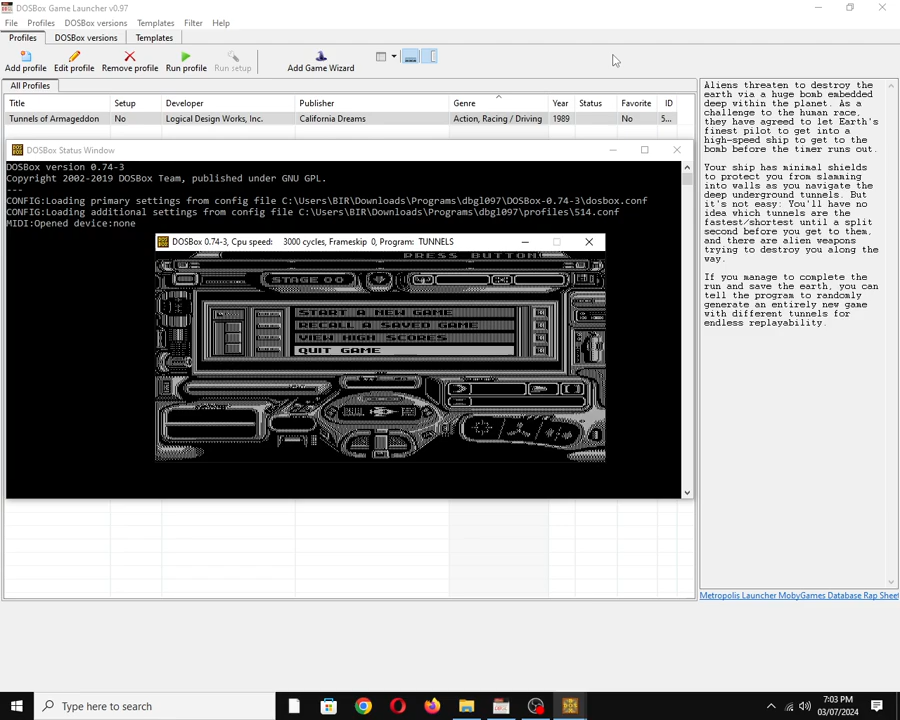 DOSBox Game Launcher v0.97
File Profiles DOSBox versions Templates Filter Help
Profiles DOSBox versions Templates
Add profile Edit profile Remove profile Run profile Run setup Add Game Wizard
All Profiles
Title Setup Developer Publisher Genre Year Status Favorite ID
Tunnels of Armageddon No Logical Design Works, Inc. California Dreams Action, Racing / Driving 1989 No 5...
DOSBox Status Window
DOSBox version 0.74-3
Copyright 2002-2019 DOSBox Team, published under GNU GPL.
---
CONFIG:Loading primary settings from config file C:\Users\BIR\Downloads\Programs\dbgl097\DOSBox-0.74-3\dosbox.conf
CONFIG:Loading additional settings from config file C:\Users\BIR\Downloads\Programs\dbgl097\profiles\514.conf
MIDI:Opened device:none
DOSBox 0.74-3, Cpu speed: 3000 cycles, Frameskip 0, Program: TUNNELS
PRESS BUTTON
STAGE 00
START A NEW GAME
RECALL A SAVED GAME
VIEW HIGH SCORES
QUIT GAME
Aliens threaten to destroy the
earth via a huge bomb embedded
deep within the planet. As a
challenge to the human race,
they have agreed to let Earth's
finest pilot to get into a
high-speed ship to get to the
bomb before the timer runs out.
Your ship has minimal shields
to protect you from slamming
into walls as you navigate the
deep underground tunnels. But
it's not easy: You'll have no
idea which tunnels are the
fastest/shortest until a split
second before you get to them,
and there are alien weapons
trying to destroy you along the
way.
If you manage to complete the
run and save the earth, you can
tell the program to randomly
generate an entirely new game
with different tunnels for
endless replayability.
Metropolis Launcher MobyGames Database Rap Sheet
Type here to search
7:03 PM
03/07/2024